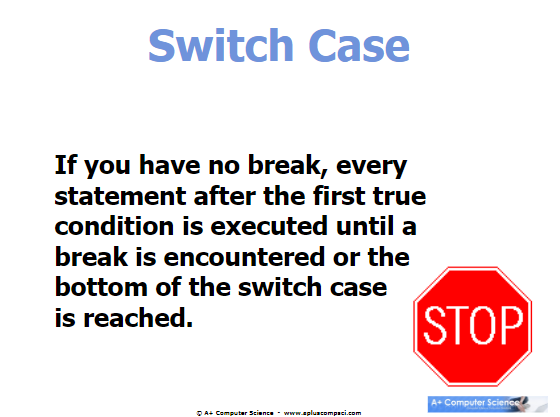 Switch Case
If you have no break, every
statement after the first true
condition is executed until a
break is encountered or the
bottom of the switch case
is reached.
STOP
A+ Computer Science
© A+ Computer Science - www.apluscompsci.com